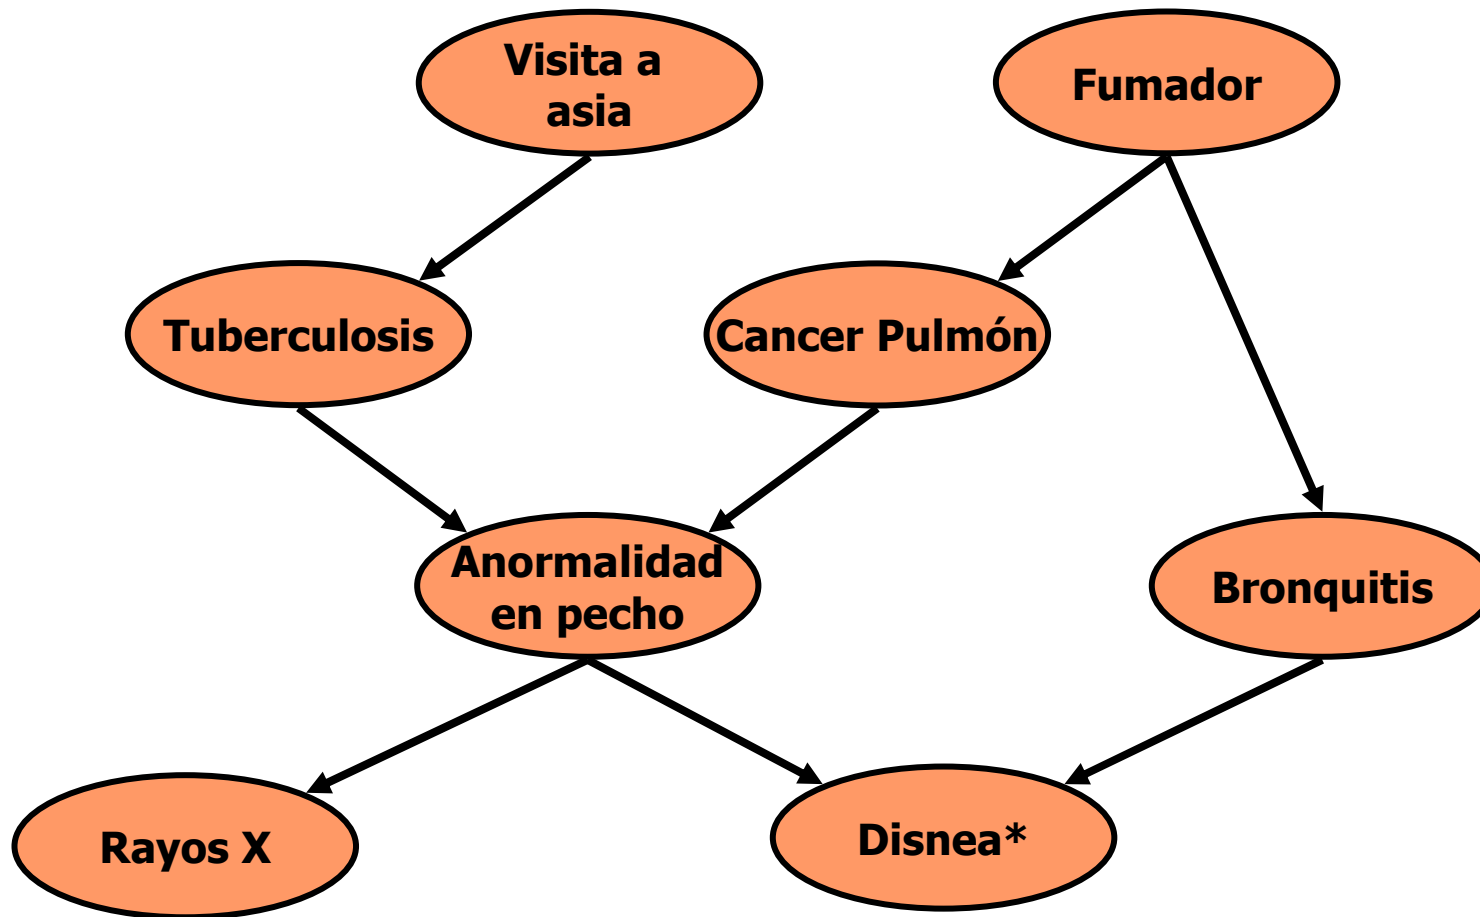 Visita a
asia
Fumador
Tuberculosis
Cancer Pulmón
Anormalidad
en pecho
Bronquitis
Rayos X
Disnea*